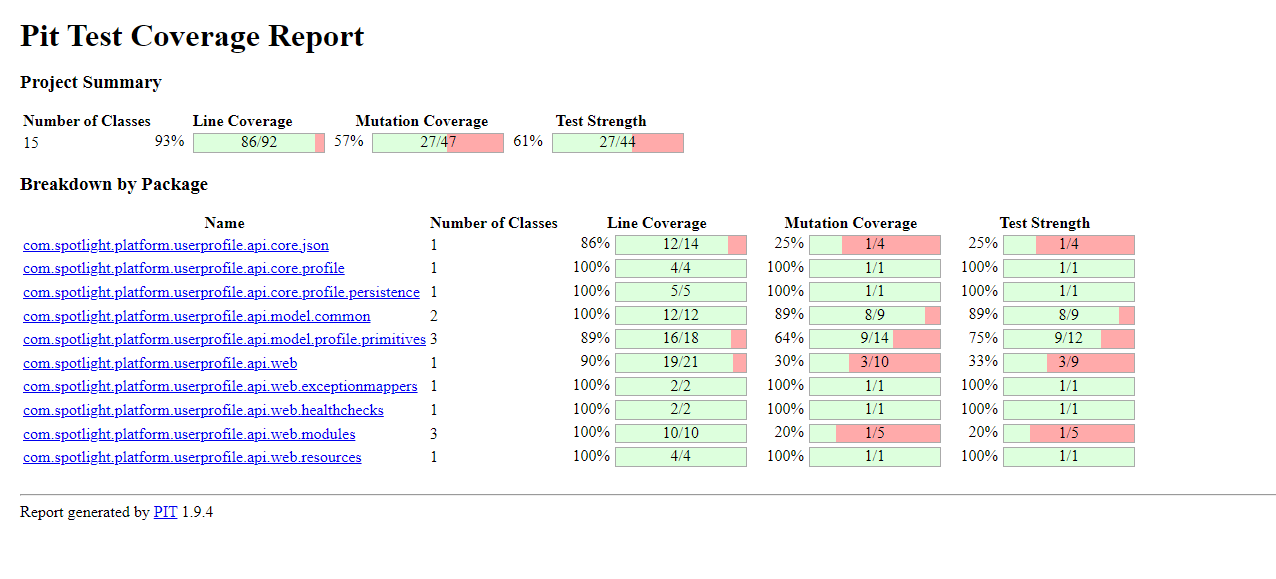 Pit Test Coverage Report
Project Summary
Number of Classes Line Coverage Mutation Coverage Test Strength
15 93% 86/92 57% 27/47 61% 27/44
Breakdown by Package
Name Number of Classes Line Coverage Mutation Coverage Test Strength
com.spotlight.platform.userprofile.api.core.json 1 86% 12/14 25% 1/4 25% 1/4
com.spotlight.platform.userprofile.api.core.profile 1 100% 4/4 100% 1/1 100% 1/1
com.spotlight.platform.userprofile.api.core.profile.persistence 1 100% 5/5 100% 1/1 100% 1/1
com.spotlight.platform.userprofile.api.model.common 2 100% 12/12 89% 8/9 89% 8/9
com.spotlight.platform.userprofile.api.model.profile.primitives 3 89% 16/18 64% 9/14 75% 9/12
com.spotlight.platform.userprofile.api.web 1 90% 19/21 30% 3/10 33% 3/9
com.spotlight.platform.userprofile.api.web.exceptionmappers 1 100% 2/2 100% 1/1 100% 1/1
com.spotlight.platform.userprofile.api.web.healthchecks 1 100% 2/2 100% 1/1 100% 1/1
com.spotlight.platform.userprofile.api.web.modules 3 100% 10/10 20% 1/5 20% 1/5
com.spotlight.platform.userprofile.api.web.resources 1 100% 4/4 100% 1/1 100% 1/1
Report generated by PIT 1.9.4